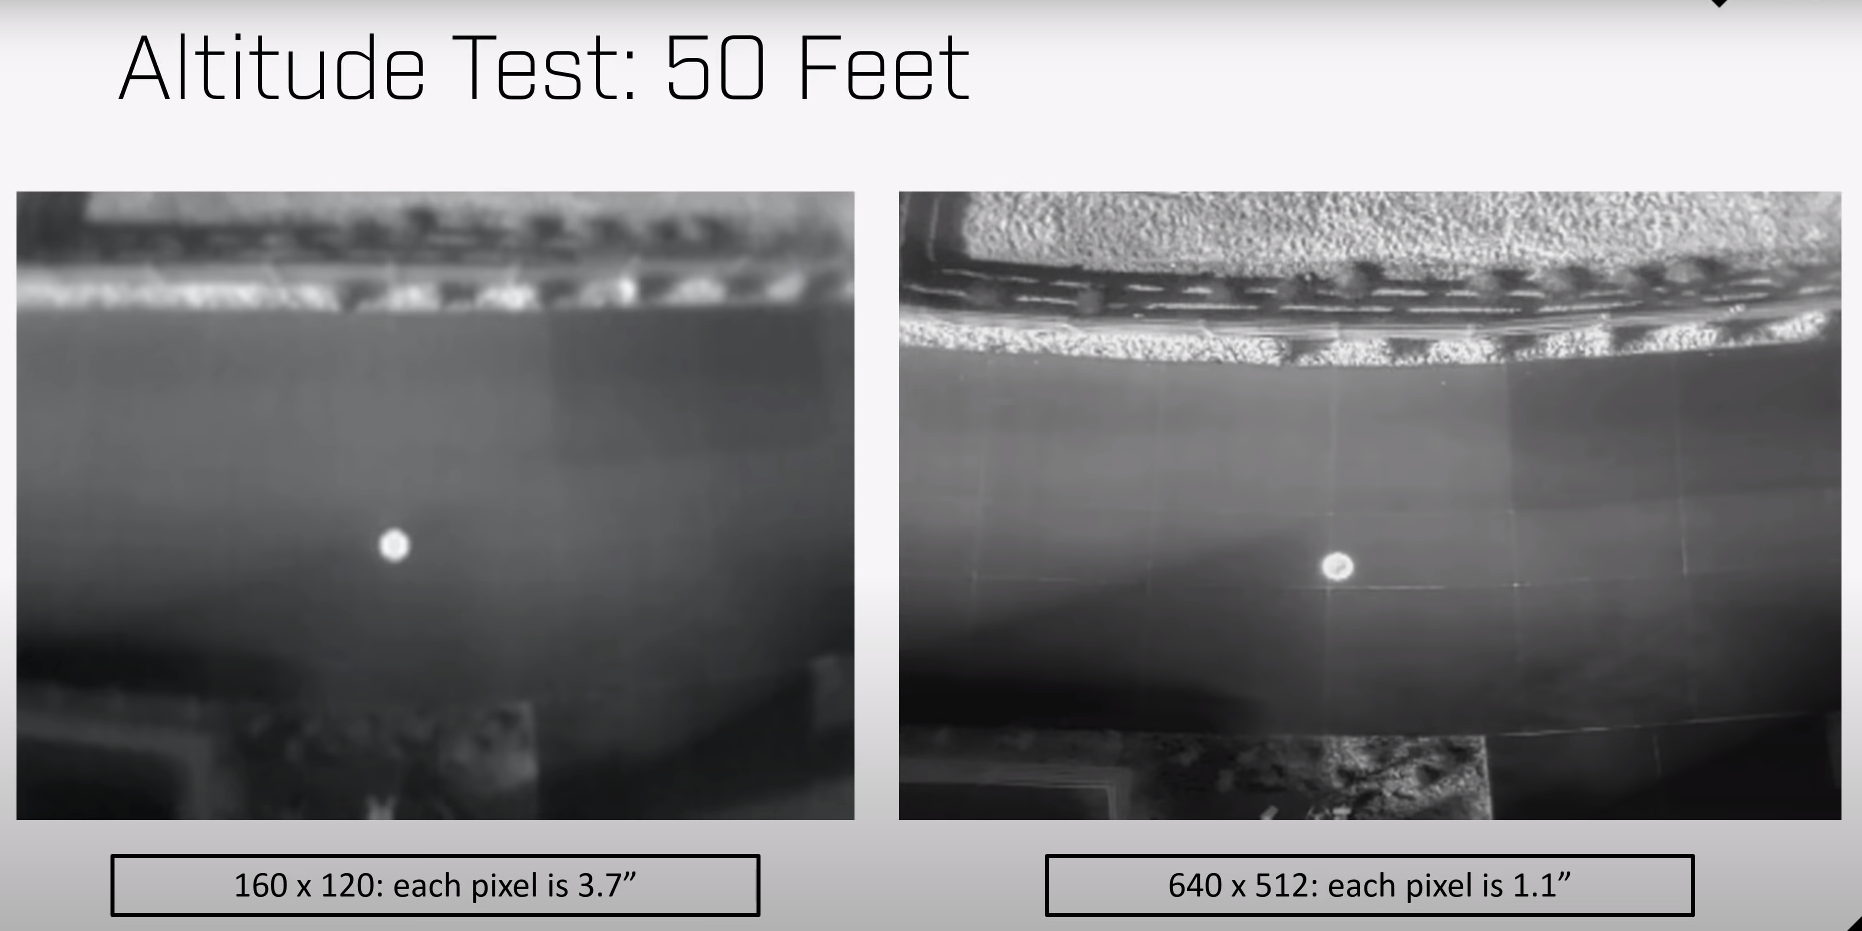 Altitude Test: 50 Feet
160 x 120: each pixel is 3.7”
640 x 512: each pixel is 1.1”